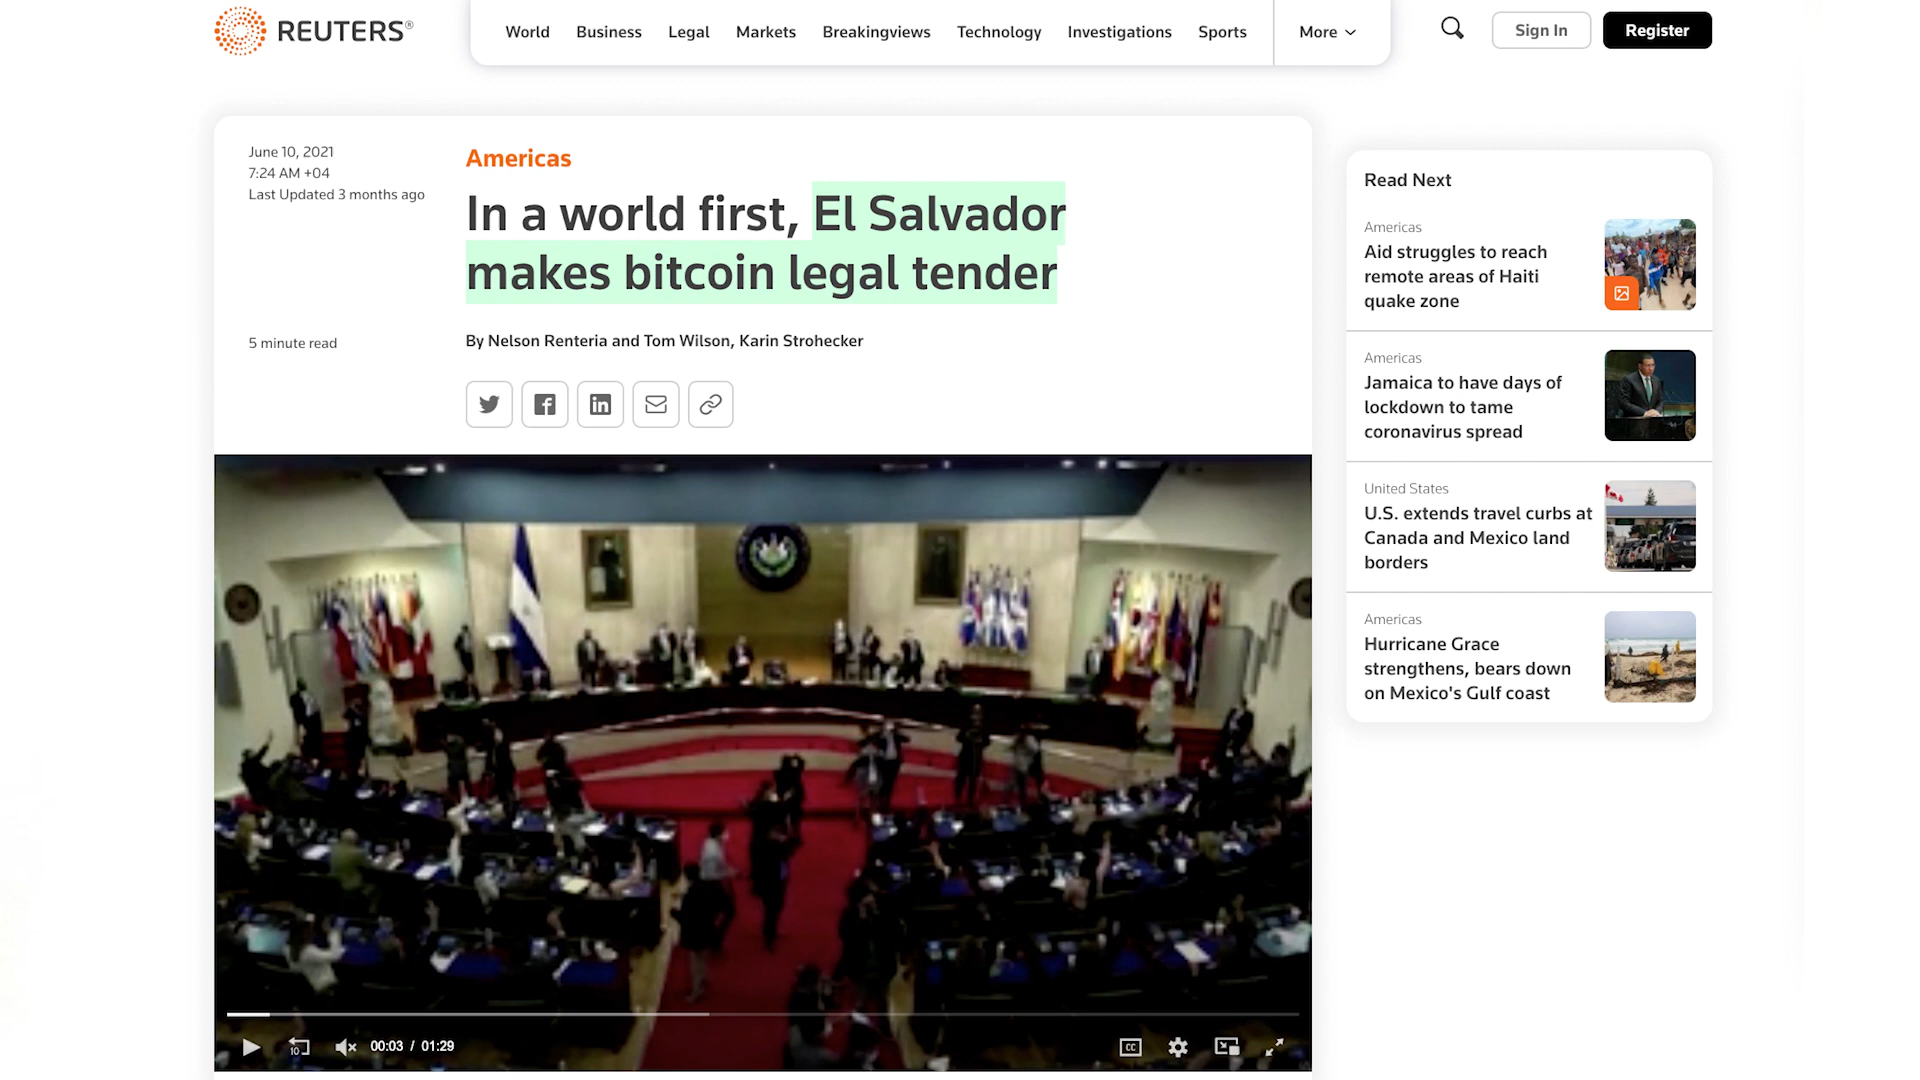 REUTERS®
World Business Legal Markets Breakingviews Technology Investigations Sports More
Sign In
Register
June 10, 2021
7:24 AM +04
Last Updated 3 months ago
Americas
In a world first, El Salvador
makes bitcoin legal tender
5 minute read
By Nelson Renteria and Tom Wilson, Karin Strohecker
10
00:03 / 01:29
CC
Read Next
Americas
Aid struggles to reach
remote areas of Haiti
quake zone
Americas
Jamaica to have days of
lockdown to tame
coronavirus spread
United States
U.S. extends travel curbs at
Canada and Mexico land
borders
Americas
Hurricane Grace
strengthens, bears down
on Mexico's Gulf coast